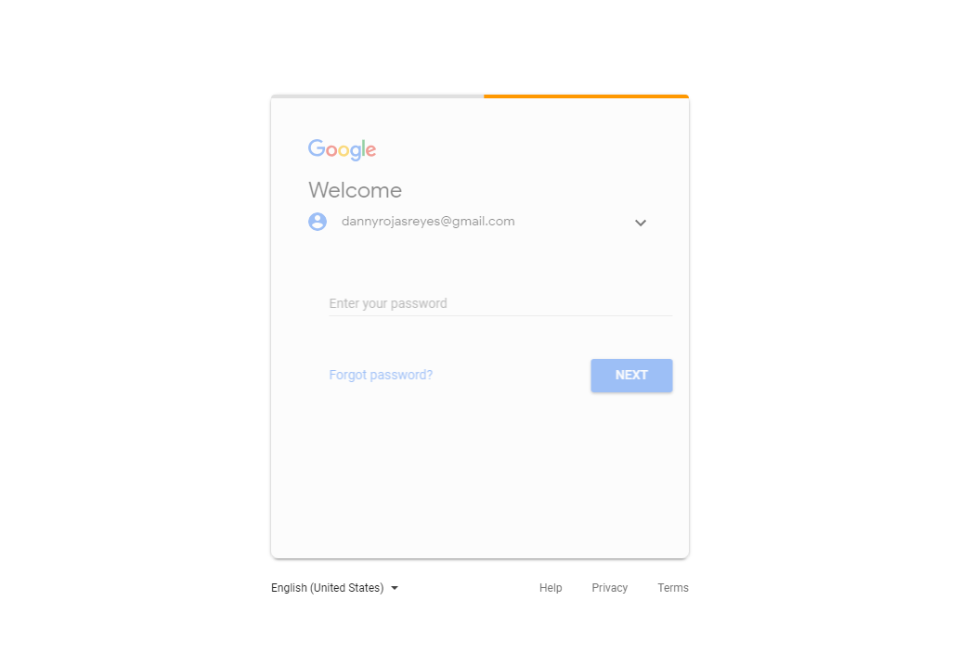 Google
Welcome
dannyrojasreyes@gmail.com
Enter your password
Forgot password?
NEXT
English (United States)
Help
Privacy
Terms